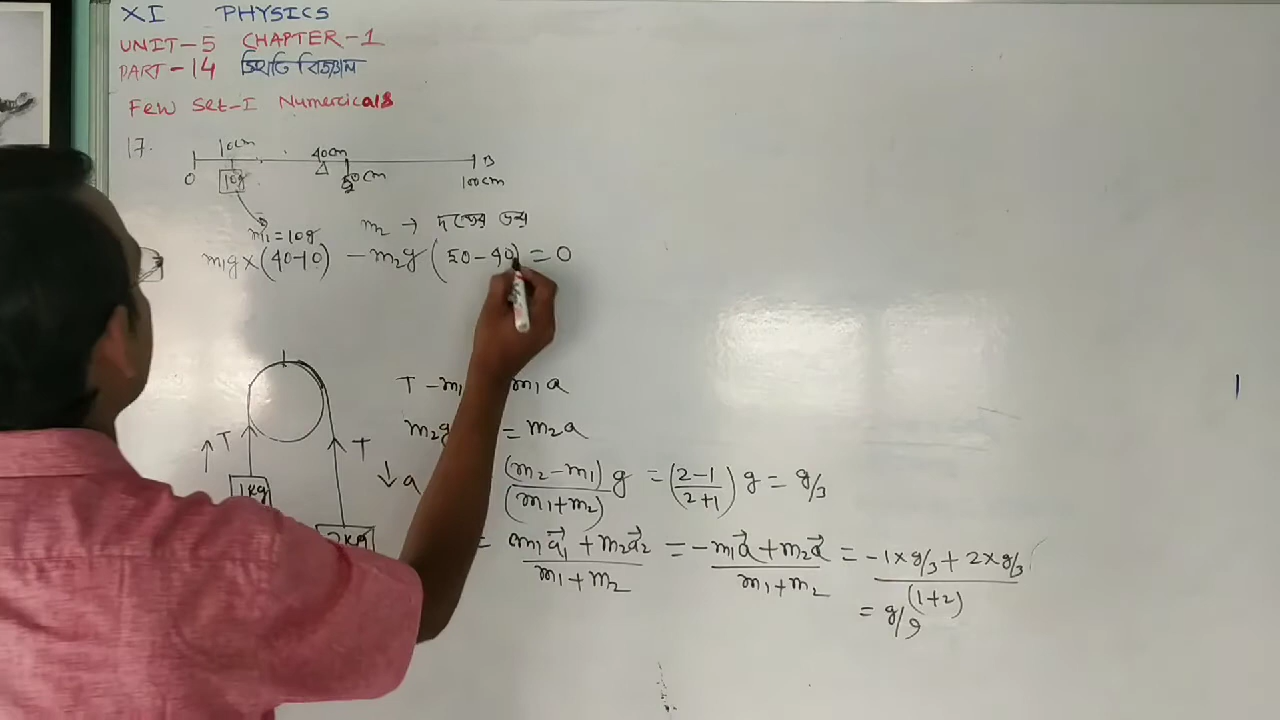 XI PHYSICS
UNIT-5 CHAPTER-1
PART-14
Few Set-I Numericals
17.
10cm 40cm B
0 10g 50cm 100cm
m₁=10g m₂ → দন্ডের ভর
m₁g×(40-10) - m₂g(50-40) = 0
T - m₁ m₁a
T T m₂g = m₂a
a (m₂-m₁)/(m₁+m₂) g = (2-1/2+1) g = g/3
1kg
= m₁a⃗₁ + m₂a⃗₂/m₁+m₂ = -m₁a⃗ + m₂a⃗/m₁+m₂ = -1×g/3 + 2×g/3/(1+2)
= g/9